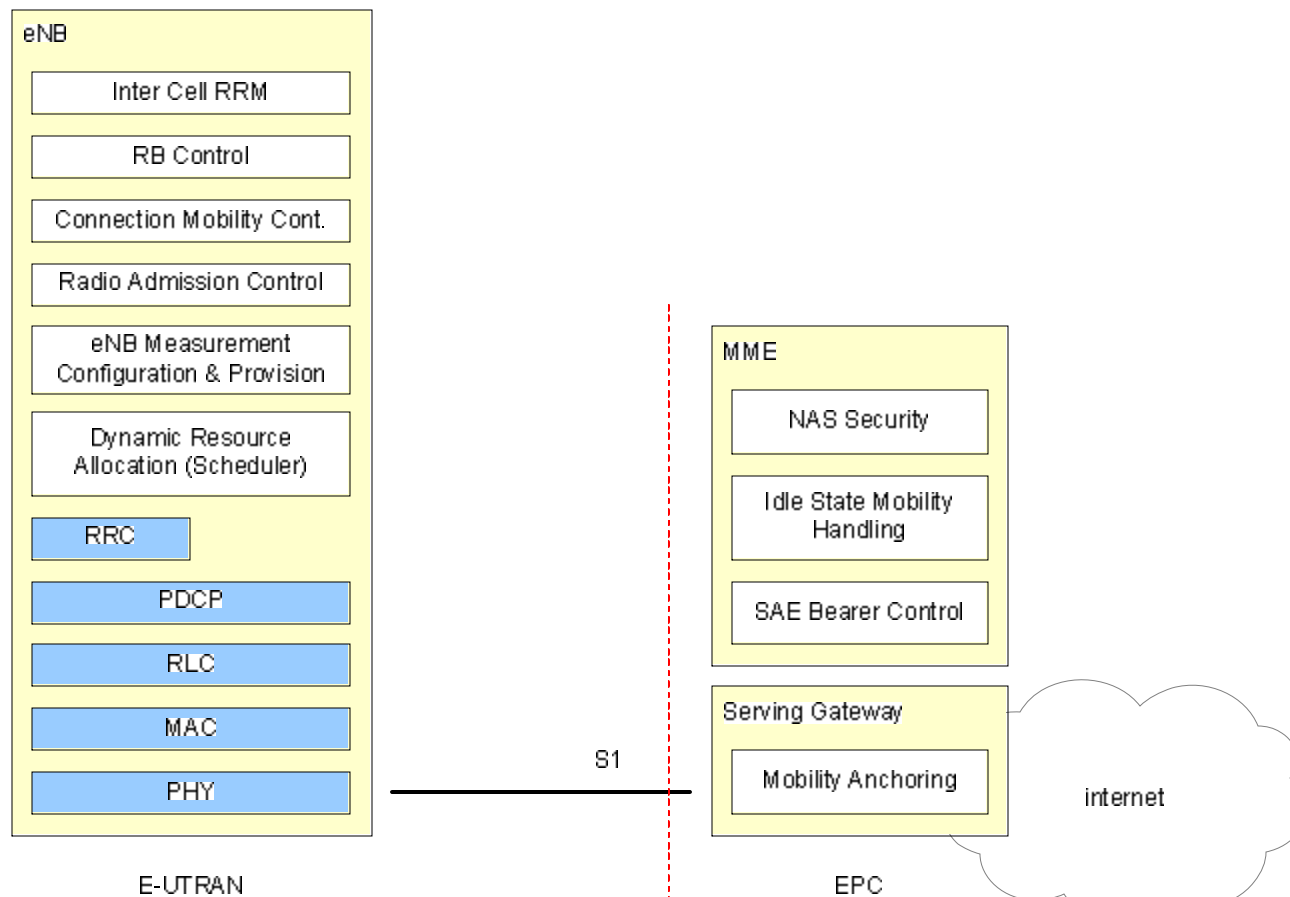 eNB
Inter Cell RRM
RB Control
Connection Mobility Cont.
Radio Admission Control
eNB Measurement
Configuration & Provision
Dynamic Resource
Allocation (Scheduler)
RRC
PDCP
RLC
MAC
PHY
S1
MME
NAS Security
Idle State Mobility
Handling
SAE Bearer Control
Serving Gateway
Mobility Anchoring
internet
E-UTRAN
EPC